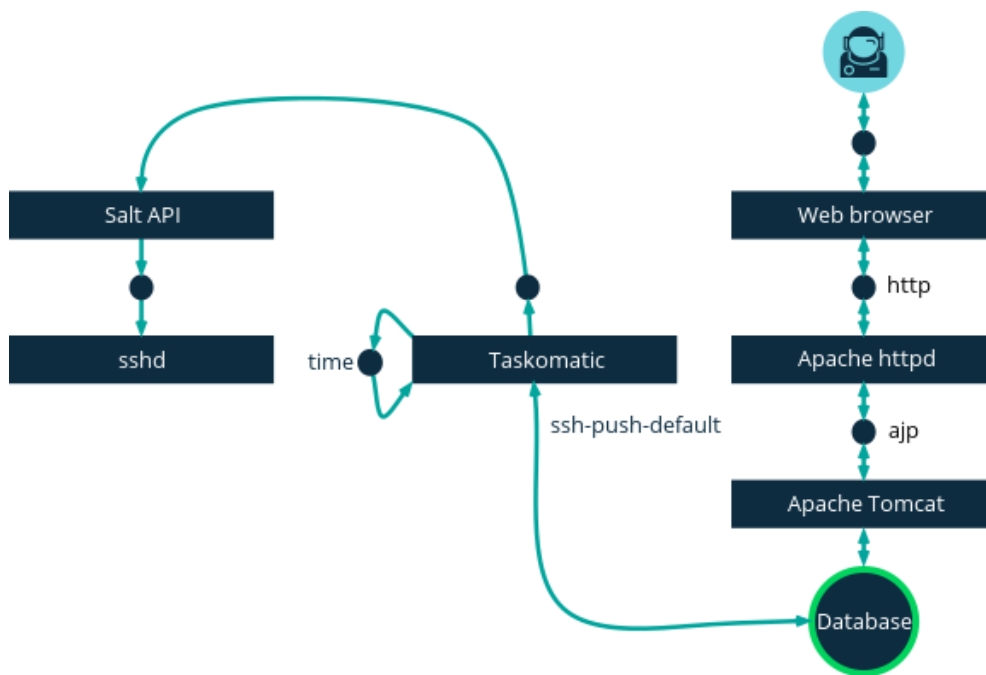 Salt API
Web browser
http
sshd
time
Taskomatic
Apache httpd
ssh-push-default
ajp
Apache Tomcat
Database